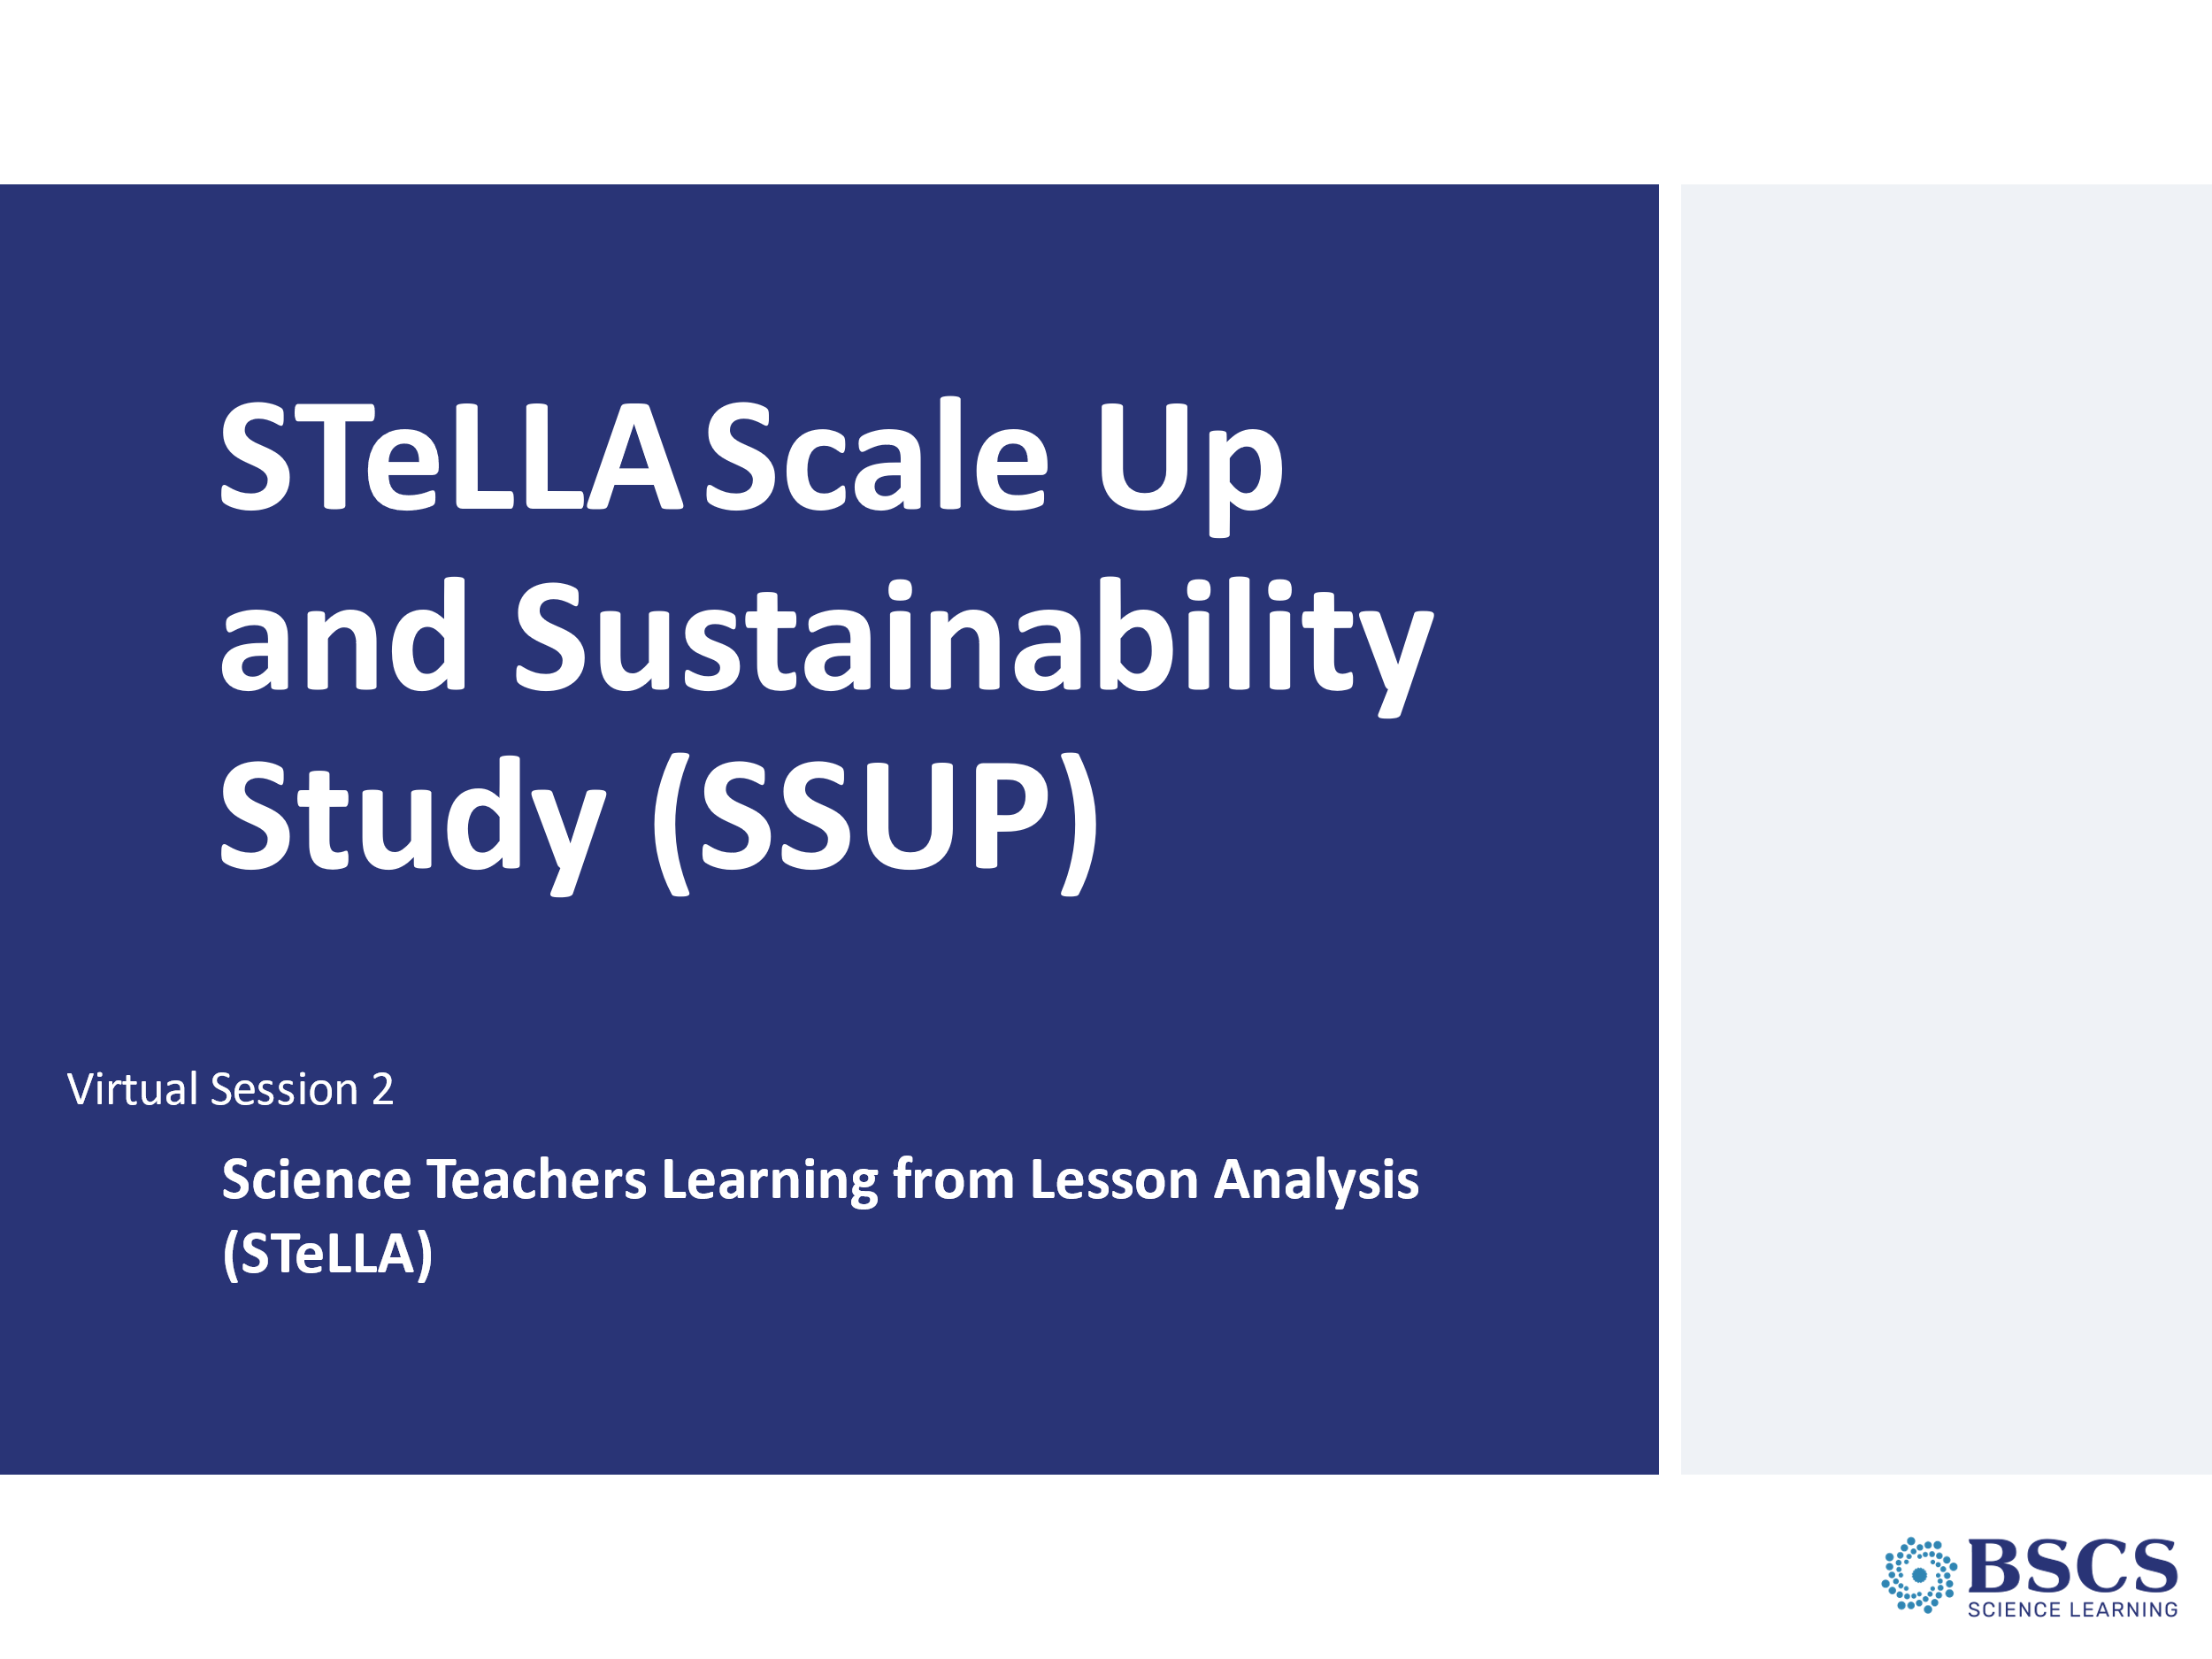 STeLLA Scale Up
and Sustainability
Study (SSUP)
Virtual Session 2
Science Teachers Learning from Lesson Analysis
(STeLLA)
BSCS
SCIENCE LEARNING